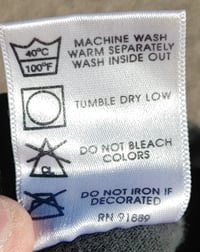 40°C
100°F
MACHINE WASH
WARM SEPARATELY
WASH INSIDE OUT
TUMBLE DRY LOW
CL
DO NOT BLEACH
COLORS
DO NOT IRON IF
DECORATED
RN 91889